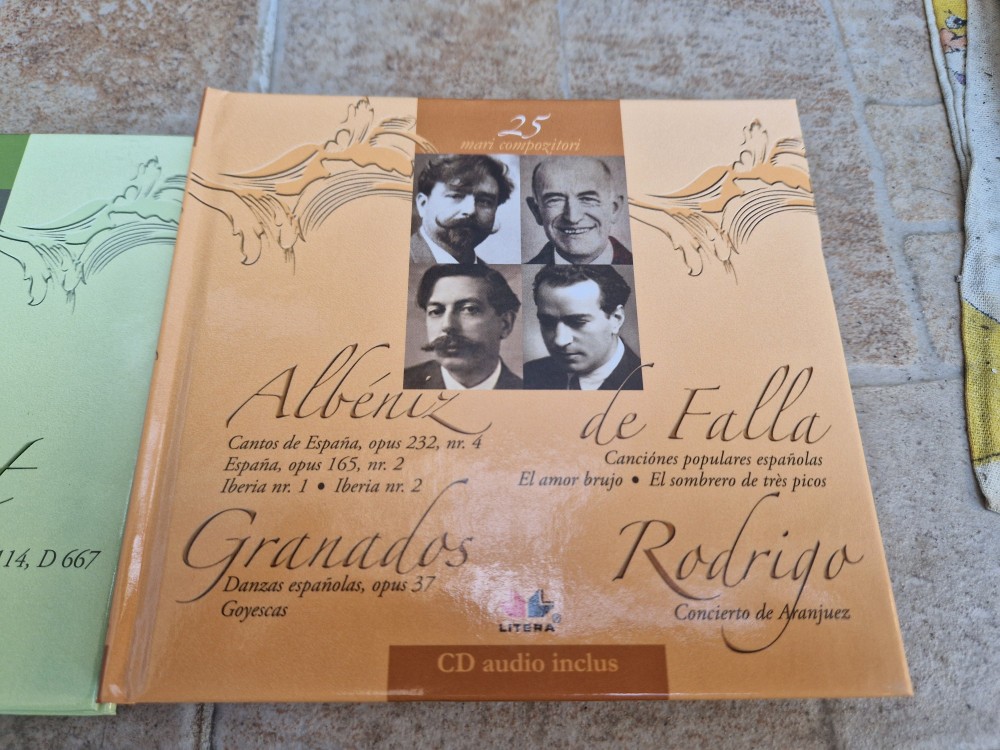 25
mari compozitori
Albéniz
Cantos de España, opus 232, nr. 4
España, opus 165, nr. 2
Iberia nr. 1 • Iberia nr. 2
de Falla
Canciónes populares españolas
El amor brujo • El sombrero de très picos
Granados
Danzas españolas, opus 37
Goyescas
Rodrigo
Concierto de Aranjuez
LITERA®
CD audio inclus
114, D 667